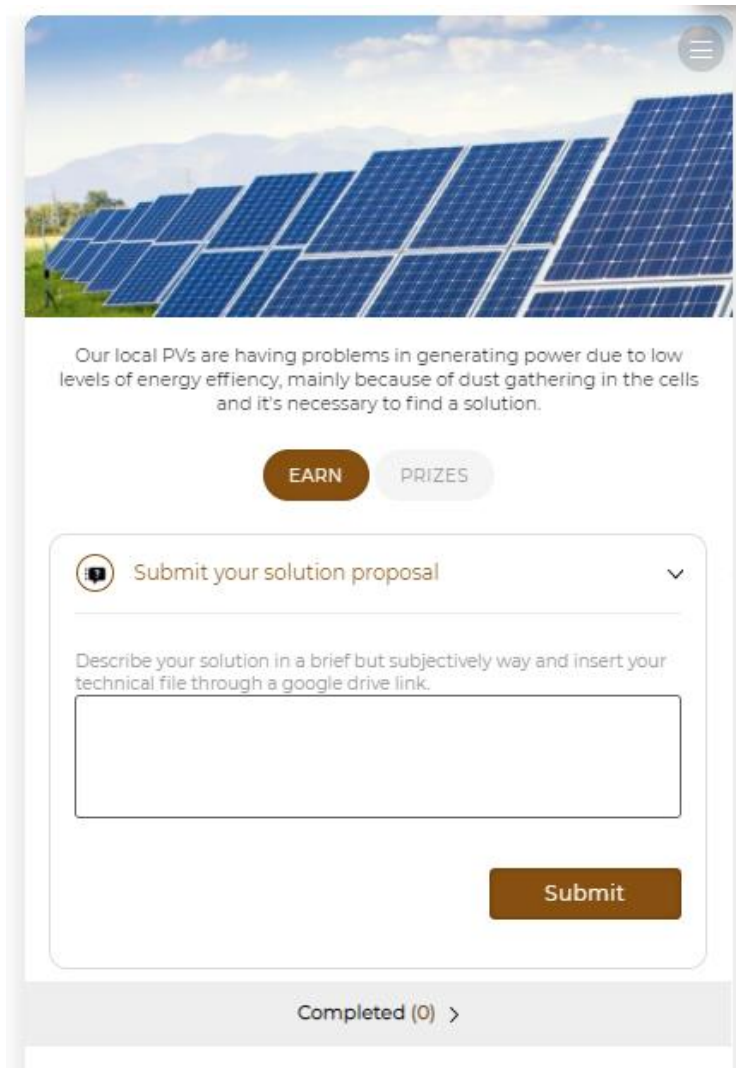 Our local PVs are having problems in generating power due to low
levels of energy effiency, mainly because of dust gathering in the cells
and it's necessary to find a solution.
EARN PRIZES
Submit your solution proposal
Describe your solution in a brief but subjectively way and insert your
technical file through a google drive link.
Submit
Completed (0) >